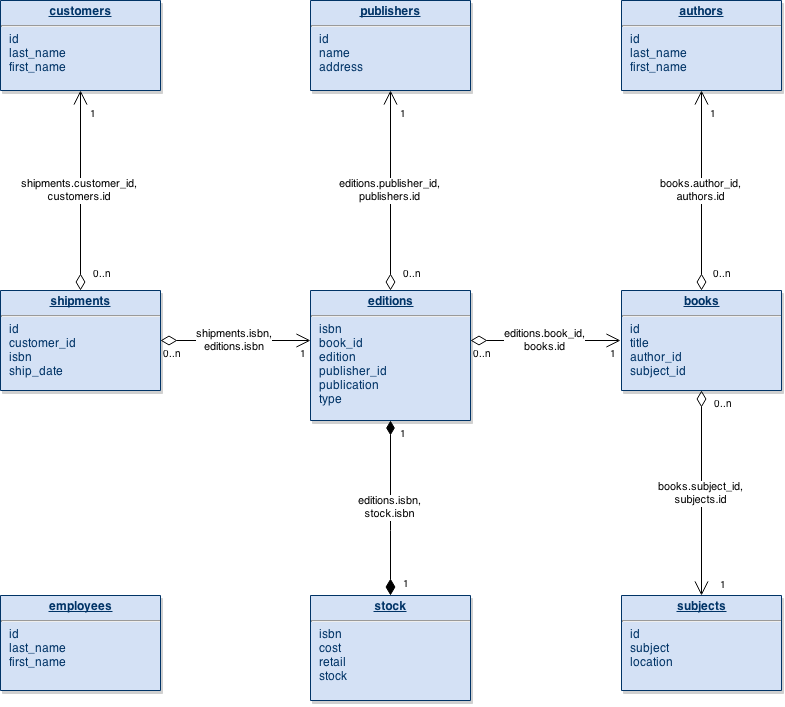 customers
id
last_name
first_name
publishers
id
name
address
authors
id
last_name
first_name
1
1
1
shipments.customer_id,
customers.id
editions.publisher_id,
publishers.id
books.author_id,
authors.id
0..n
0..n
0..n
shipments
id
customer_id
isbn
ship_date
shipments.isbn,
editions.isbn
0..n
1
editions
isbn
book_id
edition
publisher_id
publication
type
editions.book_id,
books.id
0..n
1
books
id
title
author_id
subject_id
1
0..n
editions.isbn,
stock.isbn
books.subject_id,
subjects.id
1
1
employees
id
last_name
first_name
stock
isbn
cost
retail
stock
subjects
id
subject
location